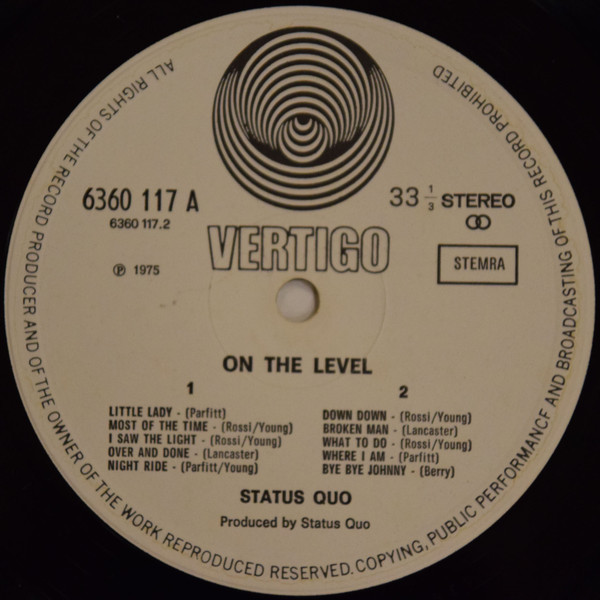 6360 117 A
6360 117.2
℗ 1975
33 1/3 STEREO
STEMRA
VERTIGO
ON THE LEVEL
1
LITTLE LADY - (Parfitt)
MOST OF THE TIME - (Rossi/Young)
I SAW THE LIGHT - (Rossi/Young)
OVER AND DONE - (Lancaster)
NIGHT RIDE - (Parfitt/Young)
2
DOWN DOWN - (Rossi/Young)
BROKEN MAN - (Lancaster)
WHAT TO DO - (Rossi/Young)
WHERE I AM - (Parfitt)
BYE BYE JOHNNY - (Berry)
STATUS QUO
Produced by Status Quo
ALL RIGHTS OF THE RECORD PRODUCER AND OF THE OWNER OF THE WORK REPRODUCED RESERVED. COPYING, PUBLIC PERFORMANCE AND BROADCASTING OF THIS RECORD PROHIBITED